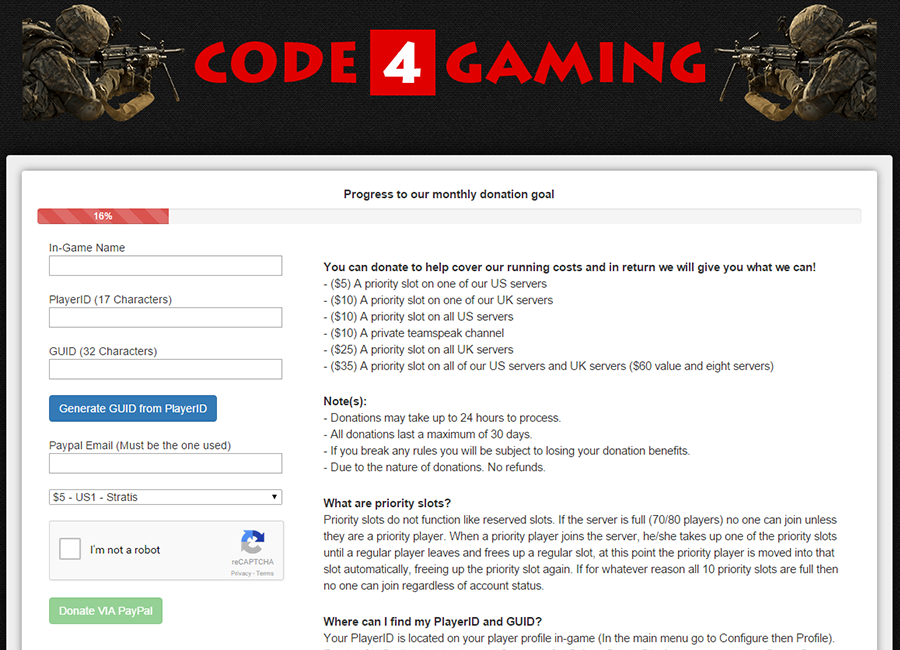 CODE 4 GAMING
Progress to our monthly donation goal
16%
In-Game Name
PlayerID (17 Characters)
GUID (32 Characters)
Generate GUID from PlayerID
Paypal Email (Must be the one used)
$5 - US1 - Stratis
I'm not a robot
reCAPTCHA
Privacy - Terms
Donate VIA PayPal
You can donate to help cover our running costs and in return we will give you what we can!
- ($5) A priority slot on one of our US servers
- ($10) A priority slot on one of our UK servers
- ($10) A priority slot on all US servers
- ($10) A private teamspeak channel
- ($25) A priority slot on all UK servers
- ($35) A priority slot on all of our US servers and UK servers ($60 value and eight servers)
Note(s):
- Donations may take up to 24 hours to process.
- All donations last a maximum of 30 days.
- If you break any rules you will be subject to losing your donation benefits.
- Due to the nature of donations. No refunds.
What are priority slots?
Priority slots do not function like reserved slots. If the server is full (70/80 players) no one can join unless
they are a priority player. When a priority player joins the server, he/she takes up one of the priority slots
until a regular player leaves and frees up a regular slot, at this point the priority player is moved into that
slot automatically, freeing up the priority slot again. If for whatever reason all 10 priority slots are full then
no one can join regardless of account status.
Where can I find my PlayerID and GUID?
Your PlayerID is located on your player profile in-game (In the main menu go to Configure then Profile).